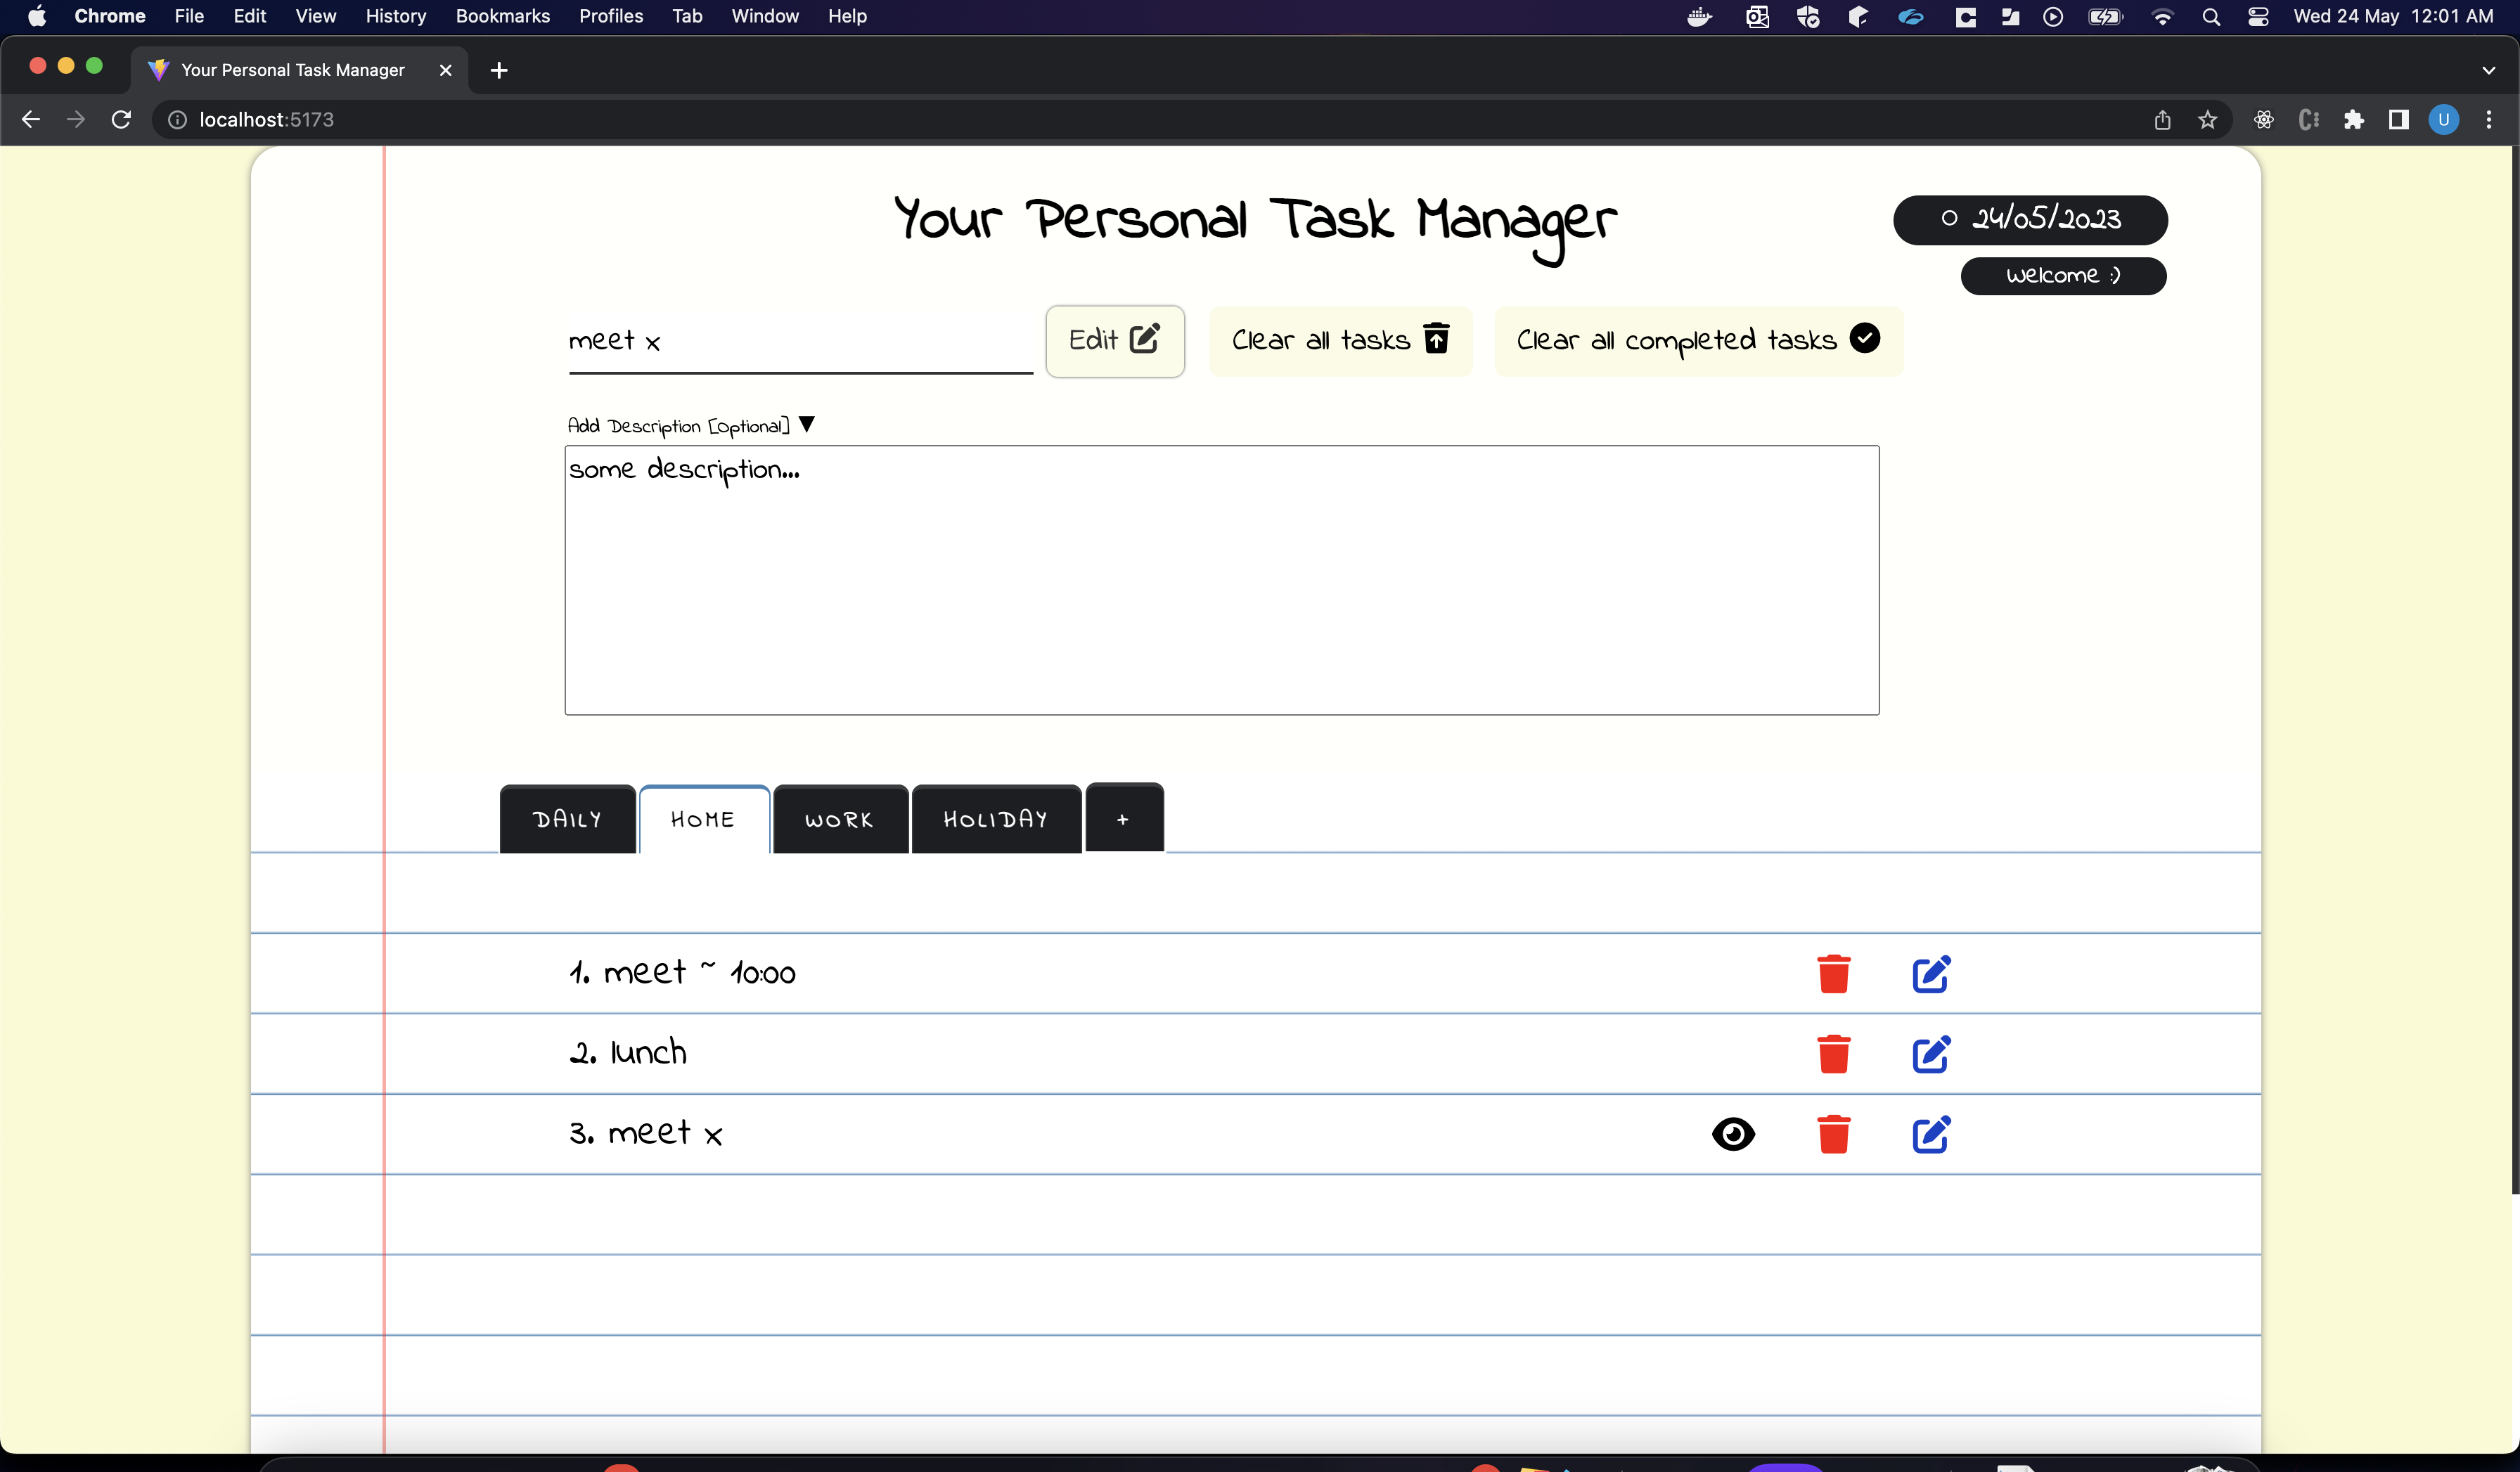 Chrome File Edit View History Bookmarks Profiles Tab Window Help Wed 24 May 12:01 AM
Your Personal Task Manager
localhost:5173
U
Your Personal Task Manager
24/05/2023
Welcome :)
meet x
Edit
Clear all tasks
Clear all completed tasks
Add Description [Optional] ▼
some description...
DAILY HOME WORK HOLIDAY +
1. meet ~ 10:00
2. lunch
3. meet x